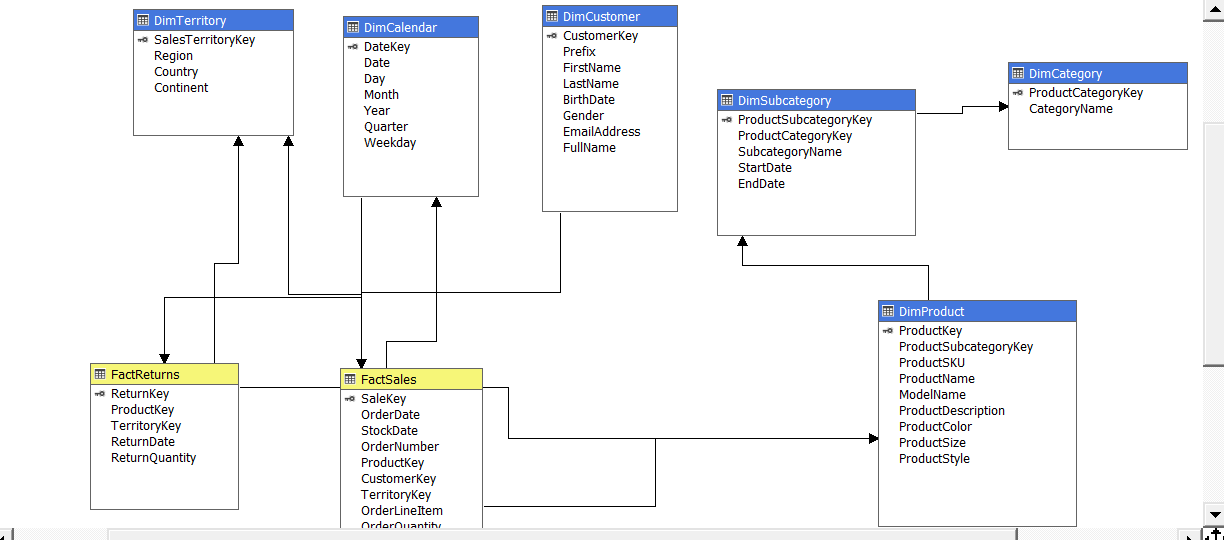 DimTerritory
SalesTerritoryKey
Region
Country
Continent
DimCalendar
DateKey
Date
Day
Month
Year
Quarter
Weekday
DimCustomer
CustomerKey
Prefix
FirstName
LastName
BirthDate
Gender
EmailAddress
FullName
DimSubcategory
ProductSubcategoryKey
ProductCategoryKey
SubcategoryName
StartDate
EndDate
DimCategory
ProductCategoryKey
CategoryName
FactReturns
ReturnKey
ProductKey
TerritoryKey
ReturnDate
ReturnQuantity
FactSales
SaleKey
OrderDate
StockDate
OrderNumber
ProductKey
CustomerKey
TerritoryKey
OrderLineItem
OrderQuantity
DimProduct
ProductKey
ProductSubcategoryKey
ProductSKU
ProductName
ModelName
ProductDescription
ProductColor
ProductSize
ProductStyle